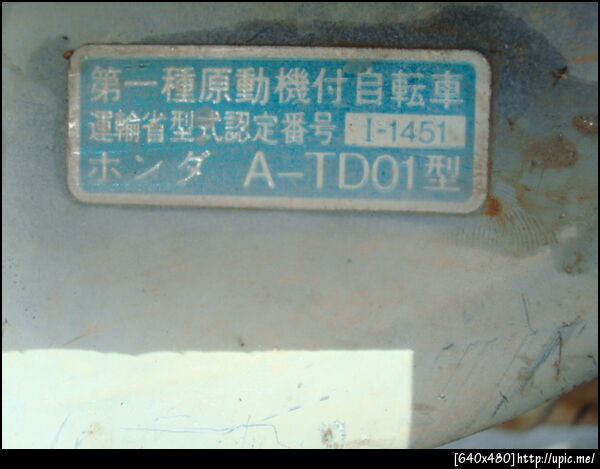 第一種原動機付自転車
運輸省型式認定番号 I-1451
ホンダ A-TD01型
[640x480]http://upic.me/